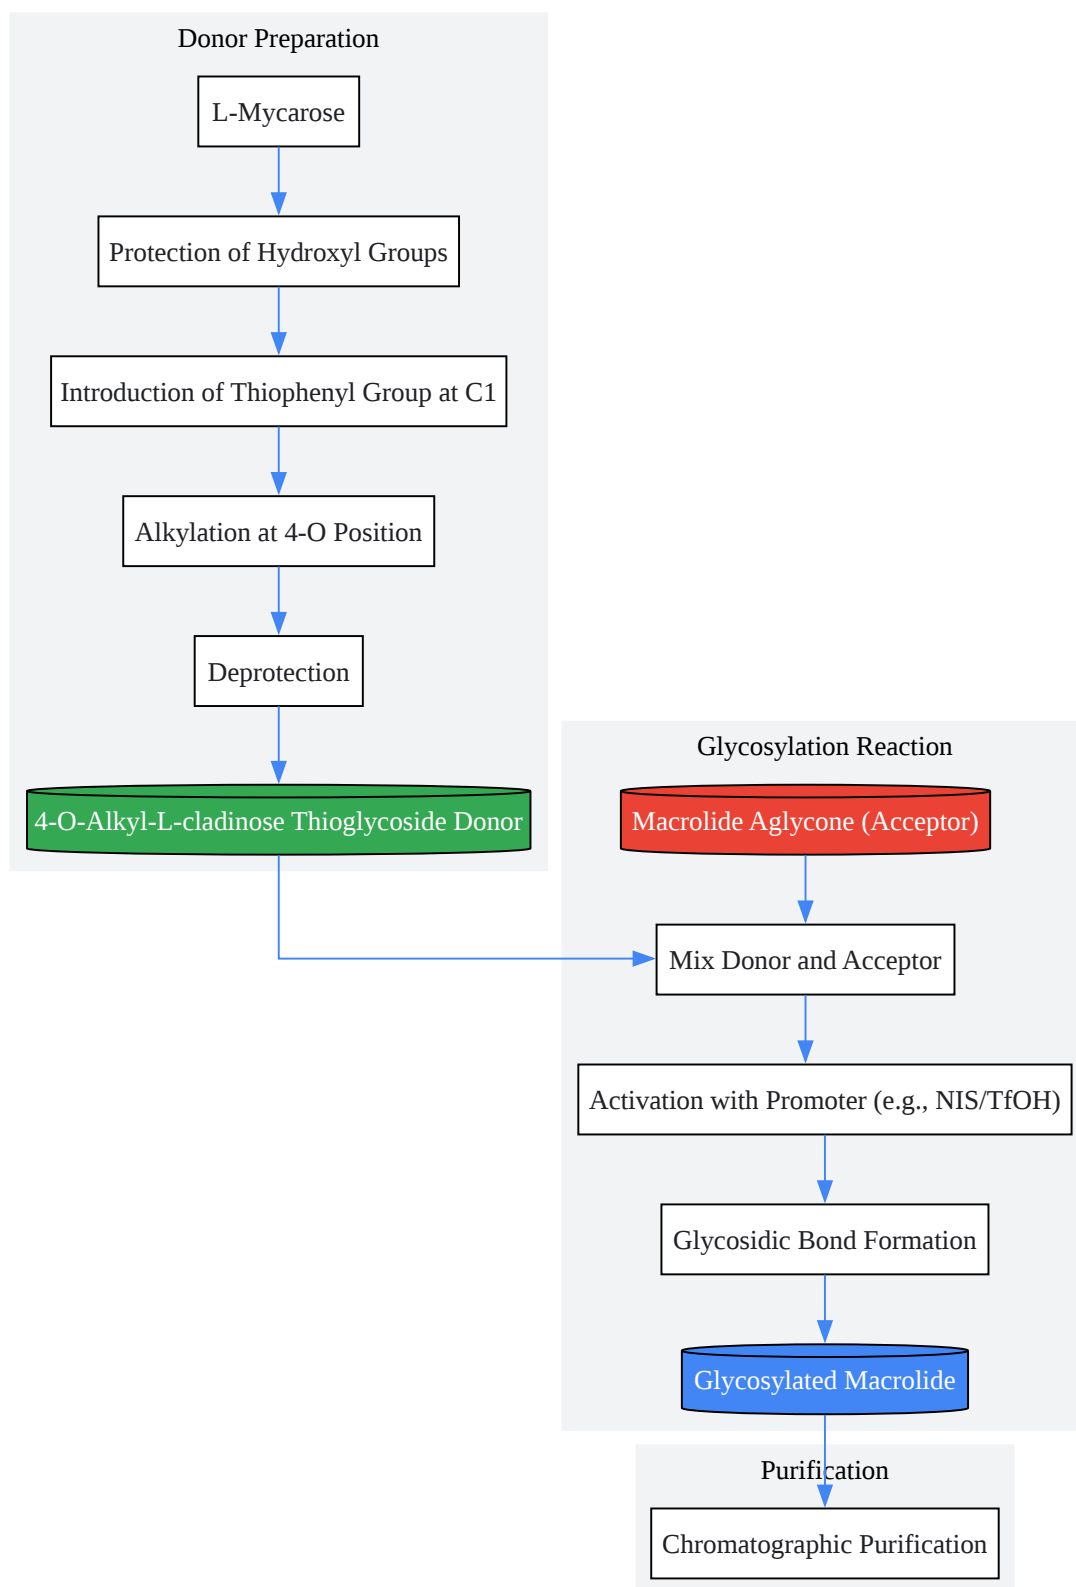 Donor Preparation
L-Mycarose
Protection of Hydroxyl Groups
Introduction of Thiophenyl Group at C1
Alkylation at 4-O Position
Deprotection
4-O-Alkyl-L-cladinose Thioglycoside Donor
Glycosylation Reaction
Macrolide Aglycone (Acceptor)
Mix Donor and Acceptor
Activation with Promoter (e.g., NIS/TfOH)
Glycosidic Bond Formation
Glycosylated Macrolide
Purification
Chromatographic Purification